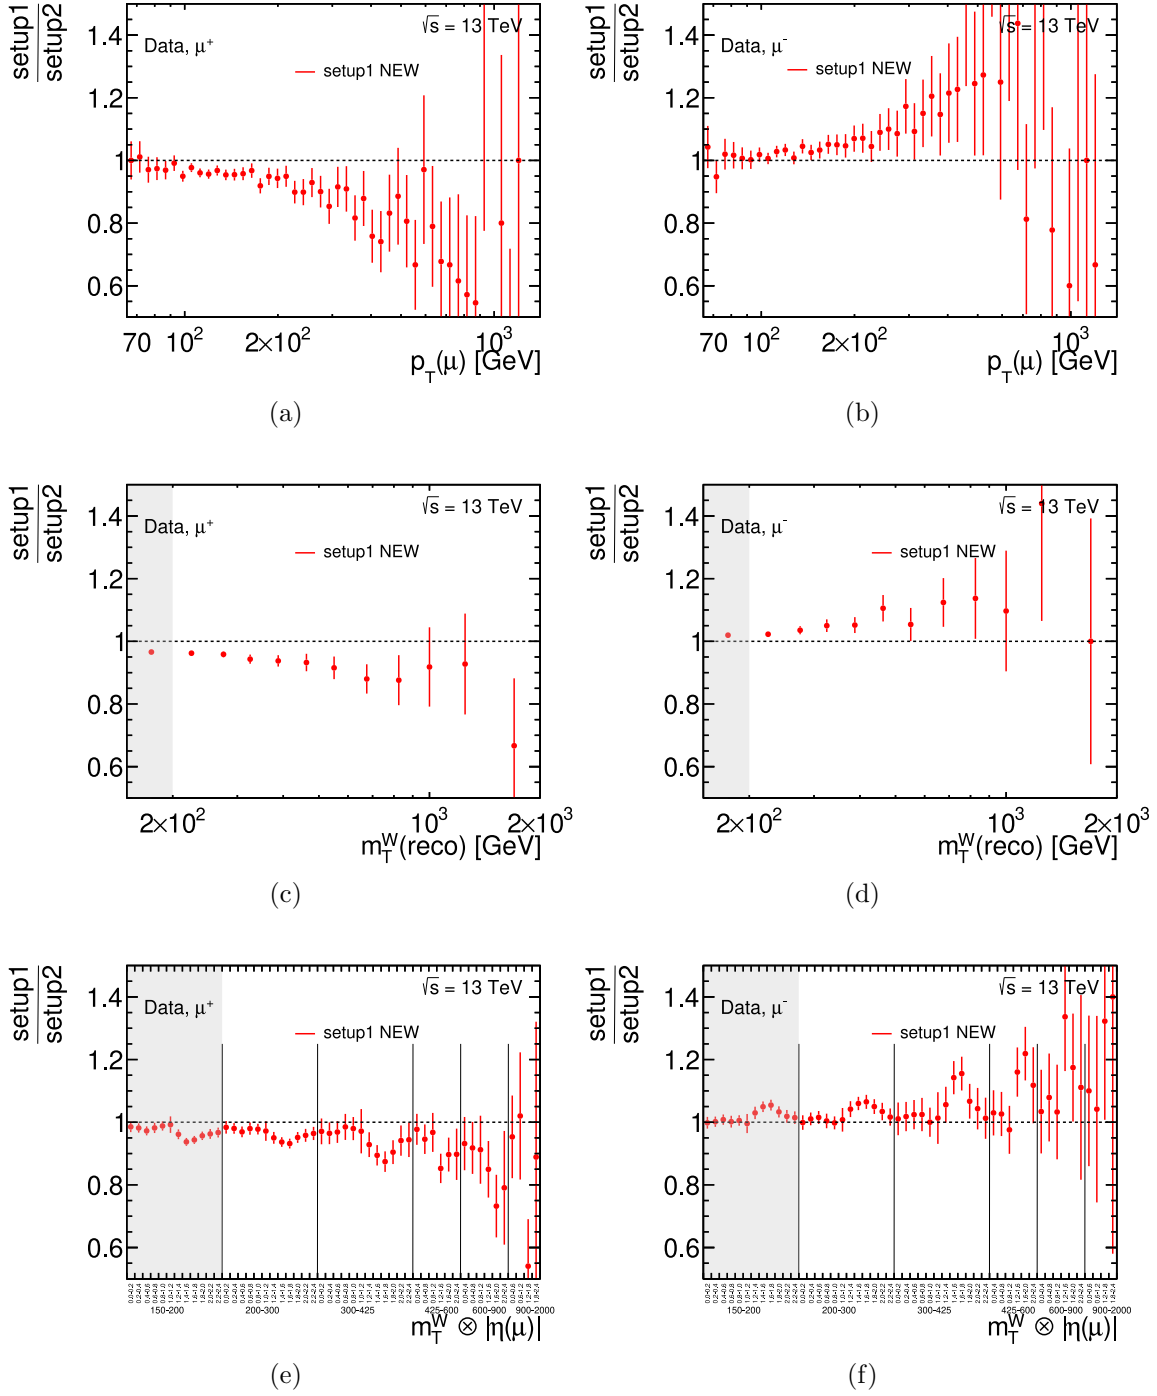 setup1
setup2
√s = 13 TeV
Data, μ⁺
setup1 NEW
1.4
1.2
1
0.8
0.6
70
10²
2×10²
10³
p_T(μ) [GeV]
(a)
setup1
setup2
√s = 13 TeV
Data, μ⁻
setup1 NEW
1.4
1.2
1
0.8
0.6
70
10²
2×10²
10³
p_T(μ) [GeV]
(b)
setup1
setup2
√s = 13 TeV
Data, μ⁺
setup1 NEW
1.4
1.2
1
0.8
0.6
2×10²
10³
2×10³
m_T^W(reco) [GeV]
(c)
setup1
setup2
√s = 13 TeV
Data, μ⁻
setup1 NEW
1.4
1.2
1
0.8
0.6
2×10²
10³
2×10³
m_T^W(reco) [GeV]
(d)
setup1
setup2
√s = 13 TeV
Data, μ⁺
setup1 NEW
1.4
1.2
1
0.8
0.6
150-200
200-300
300-425
425-600
600-900
900-2000
m_T^W ⊗ |η(μ)|
(e)
setup1
setup2
√s = 13 TeV
Data, μ⁻
setup1 NEW
1.4
1.2
1
0.8
0.6
150-200
200-300
300-425
425-600
600-900
900-2000
m_T^W ⊗ |η(μ)|
(f)